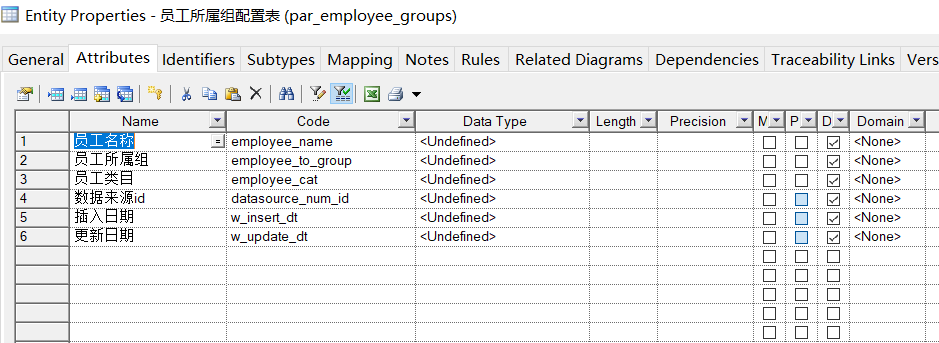 Entity Properties - 员工所属组配置表 (par_employee_groups)
General Attributes Identifiers Subtypes Mapping Notes Rules Related Diagrams Dependencies Traceability Links Vers
Name Code Data Type Length Precision M P D Domain
1 员工名称 = employee_name <Undefined> <None>
2 员工所属组 employee_to_group <Undefined> <None>
3 员工类目 employee_cat <Undefined> <None>
4 数据来源id datasource_num_id <Undefined> <None>
5 插入日期 w_insert_dt <Undefined> <None>
6 更新日期 w_update_dt <Undefined> <None>